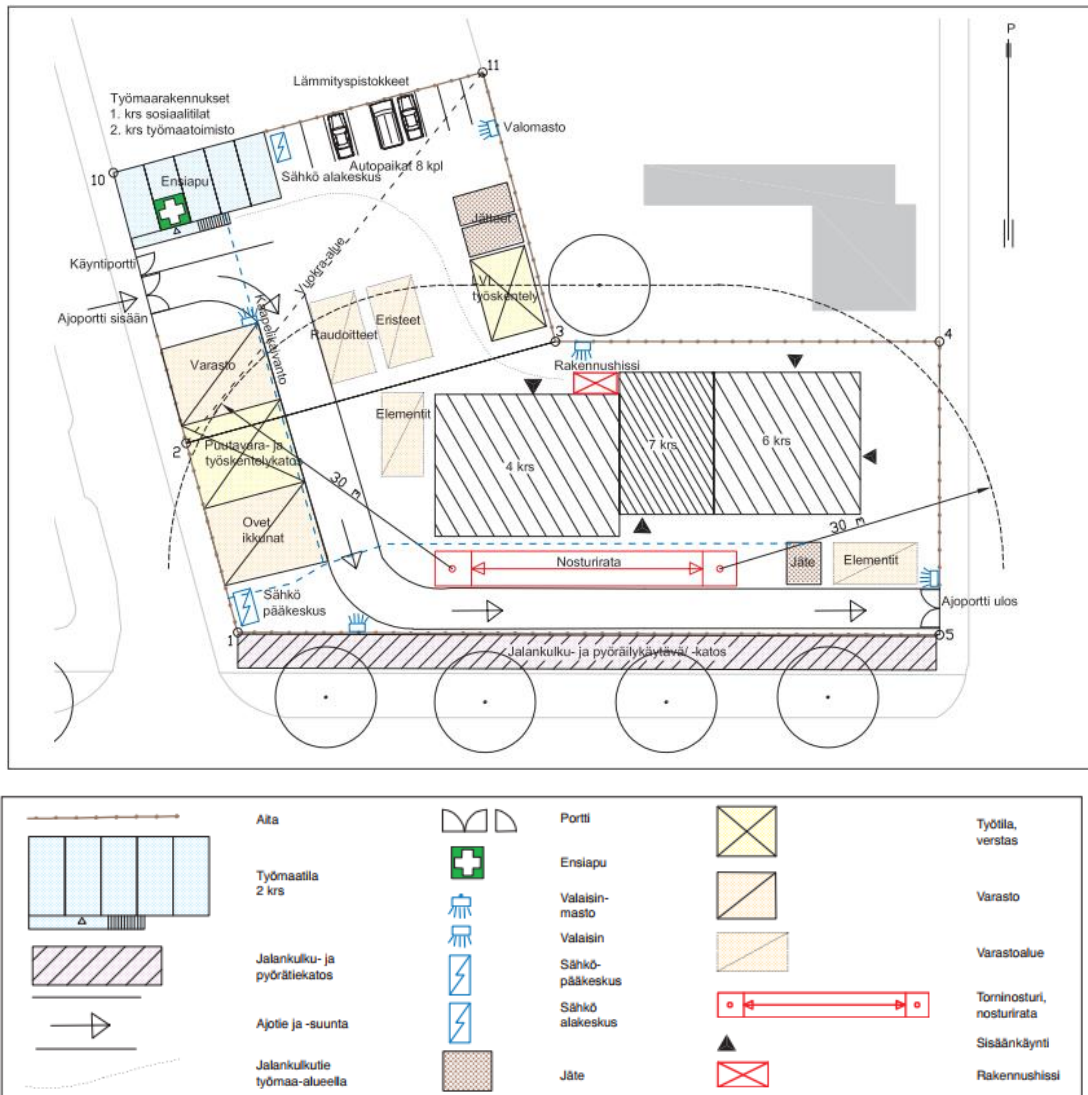 P
11
Lämmityspistokkeet
Työmaarakennukset
1. krs sosiaalitilat
2. krs työmaatoimisto
Valomasto
Autopaikat 8 kpl
10
Ensiapu
Sähkö alakeskus
Jätteet
Käyntiportti
Vuokra-alue
LVI
työskentely
Ajoportti sisään
Kaapelikaivanto
Raudoitteet
Eristeet
3
4
Varasto
Rakennushissi
Elementit
2
Puutavara- ja
työskentelykatos
4 krs
7 krs
6 krs
30 m
30 m
Ovet
ikkunat
Nosturirata
Jäte
Elementit
Sähkö
pääkeskus
Ajoportti ulos
1
5
Jalankulku- ja pyöräilykäytävä/ -katos
Aita
Työmaatila
2 krs
Jalankulku- ja
pyörätiekatos
Ajotie ja -suunta
Jalankulkutie
työmaa-alueella
Portti
Ensiapu
Valaisin-
masto
Valaisin
Sähkö-
pääkeskus
Sähkö
alakeskus
Jäte
Työtila,
verstas
Varasto
Varastoalue
Torninosturi,
nosturirata
Sisäänkäynti
Rakennushissi